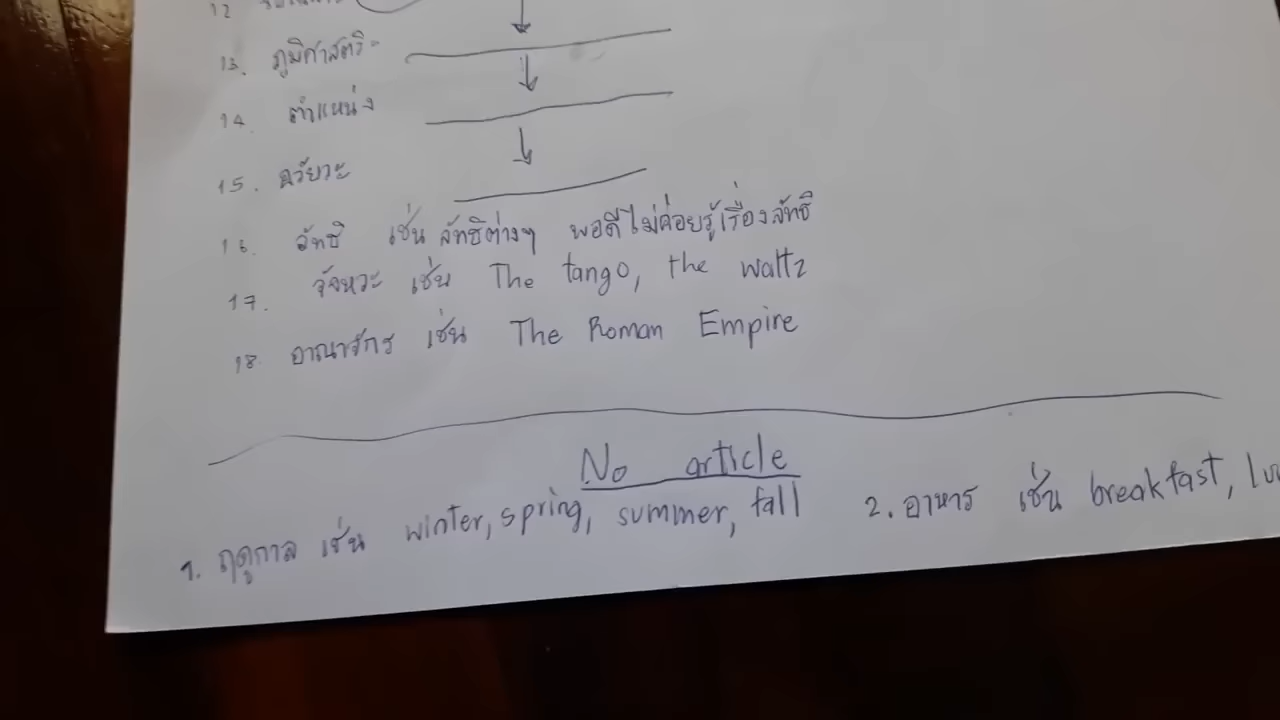 12
13. ภูมิศาสตร์
14. ตำแหน่ง
15. อวัยวะ
16. ลัทธิ เช่น ลัทธิต่างๆ พอดีไม่ค่อยรู้เรื่องลัทธิ
17. จังหวะ เช่น The tango, the waltz
18. อาณาจักร เช่น The Roman Empire
No article
1. ฤดูกาล เช่น winter, spring, summer, fall
2. อาหาร เช่น breakfast,